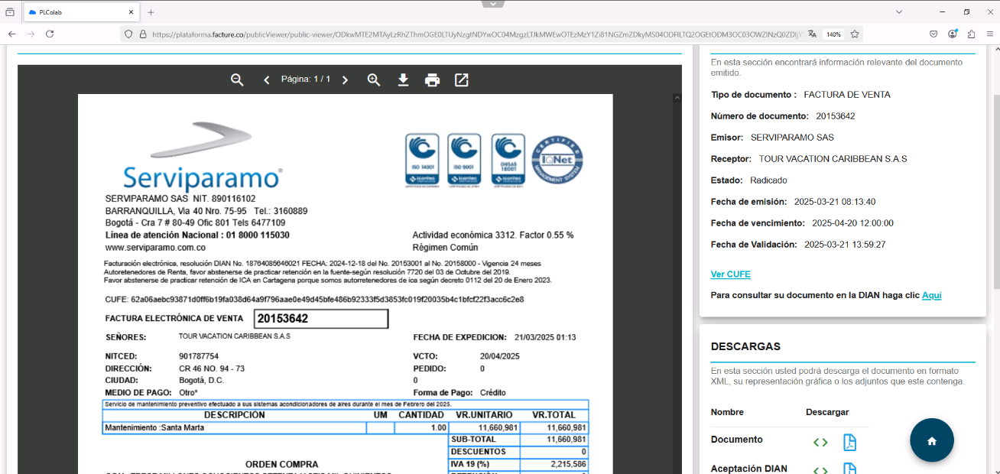 PLColab
https://plataforma.facture.co/publicViewer/public-viewer/
140%
Página: 1 / 1
Serviparamo®
ISO 14001
icontec
ISO 9001
icontec
OHSAS 18001
icontec
CERTIFIED
IQNet
MANAGEMENT SYSTEM
SERVIPARAMO SAS NIT. 890116102
BARRANQUILLA, Via 40 Nro. 75-95 Tel.: 3160889
Bogotá - Cra 7 # 80-49 Ofic 801 Tels 6477109
Línea de atención Nacional : 01 8000 115030
www.serviparamo.com.co
Actividad económica 3312. Factor 0.55 %
Régimen Común
Facturación electrónica, resolución DIAN No. 18764085646021 FECHA: 2024-12-18 del No. 20153001 al No. 20158000 - Vigencia 24 meses
Autoretenedores de Renta, favor abstenerse de practicar retención en la fuente-según resolución 7720 del 03 de Octubre del 2019.
Favor abstenerse de practicar retención de ICA en Cartagena porque somos autorretenedores de ica según decreto 0112 del 20 de Enero 2023.
CUFE: 62a06aebc93871d0ff6b19fa038d64a9f796aae0e49d45bfe486b92333f5d3853fc019f20035b4c1bfcf22f3acc6c2e8
FACTURA ELECTRÓNICA DE VENTA 20153642
SEÑORES: TOUR VACATION CARIBBEAN S.A.S FECHA DE EXPEDICION: 21/03/2025 01:13
NITCED: 901787754 VCTO: 20/04/2025
DIRECCIÓN: CR 46 NO. 94 - 73 PEDIDO: 0
CIUDAD: Bogotá, D.C. 0
MEDIO DE PAGO: Otro* Forma de Pago: Crédito
Servicio de mantenimiento preventivo efectuado a sus sistemas acondicionadores de aires durante el mes de Febrero del 2025.
DESCRIPCIÓN UM CANTIDAD VR.UNITARIO VR.TOTAL
Mantenimiento :Santa Marta 1.00 11,660,981 11,660,981
SUB-TOTAL 11,660,981
DESCUENTOS 0
ORDEN COMPRA IVA 19 (%) 2,215,586
En esta sección encontrará información relevante del documento
emitido.
Tipo de documento : FACTURA DE VENTA
Número de documento: 20153642
Emisor: SERVIPARAMO SAS
Receptor: TOUR VACATION CARIBBEAN S.A.S
Estado: Radicado
Fecha de emisión: 2025-03-21 08:13:40
Fecha de vencimiento: 2025-04-20 12:00:00
Fecha de Validación: 2025-03-21 13:59:27
Ver CUFE
Para consultar su documento en la DIAN haga clic Aquí
DESCARGAS
En esta sección usted podrá descarga el documento en formato
XML, su representación gráfica o los adjuntos que este contenga.
Nombre Descargar
Documento
Aceptación DIAN